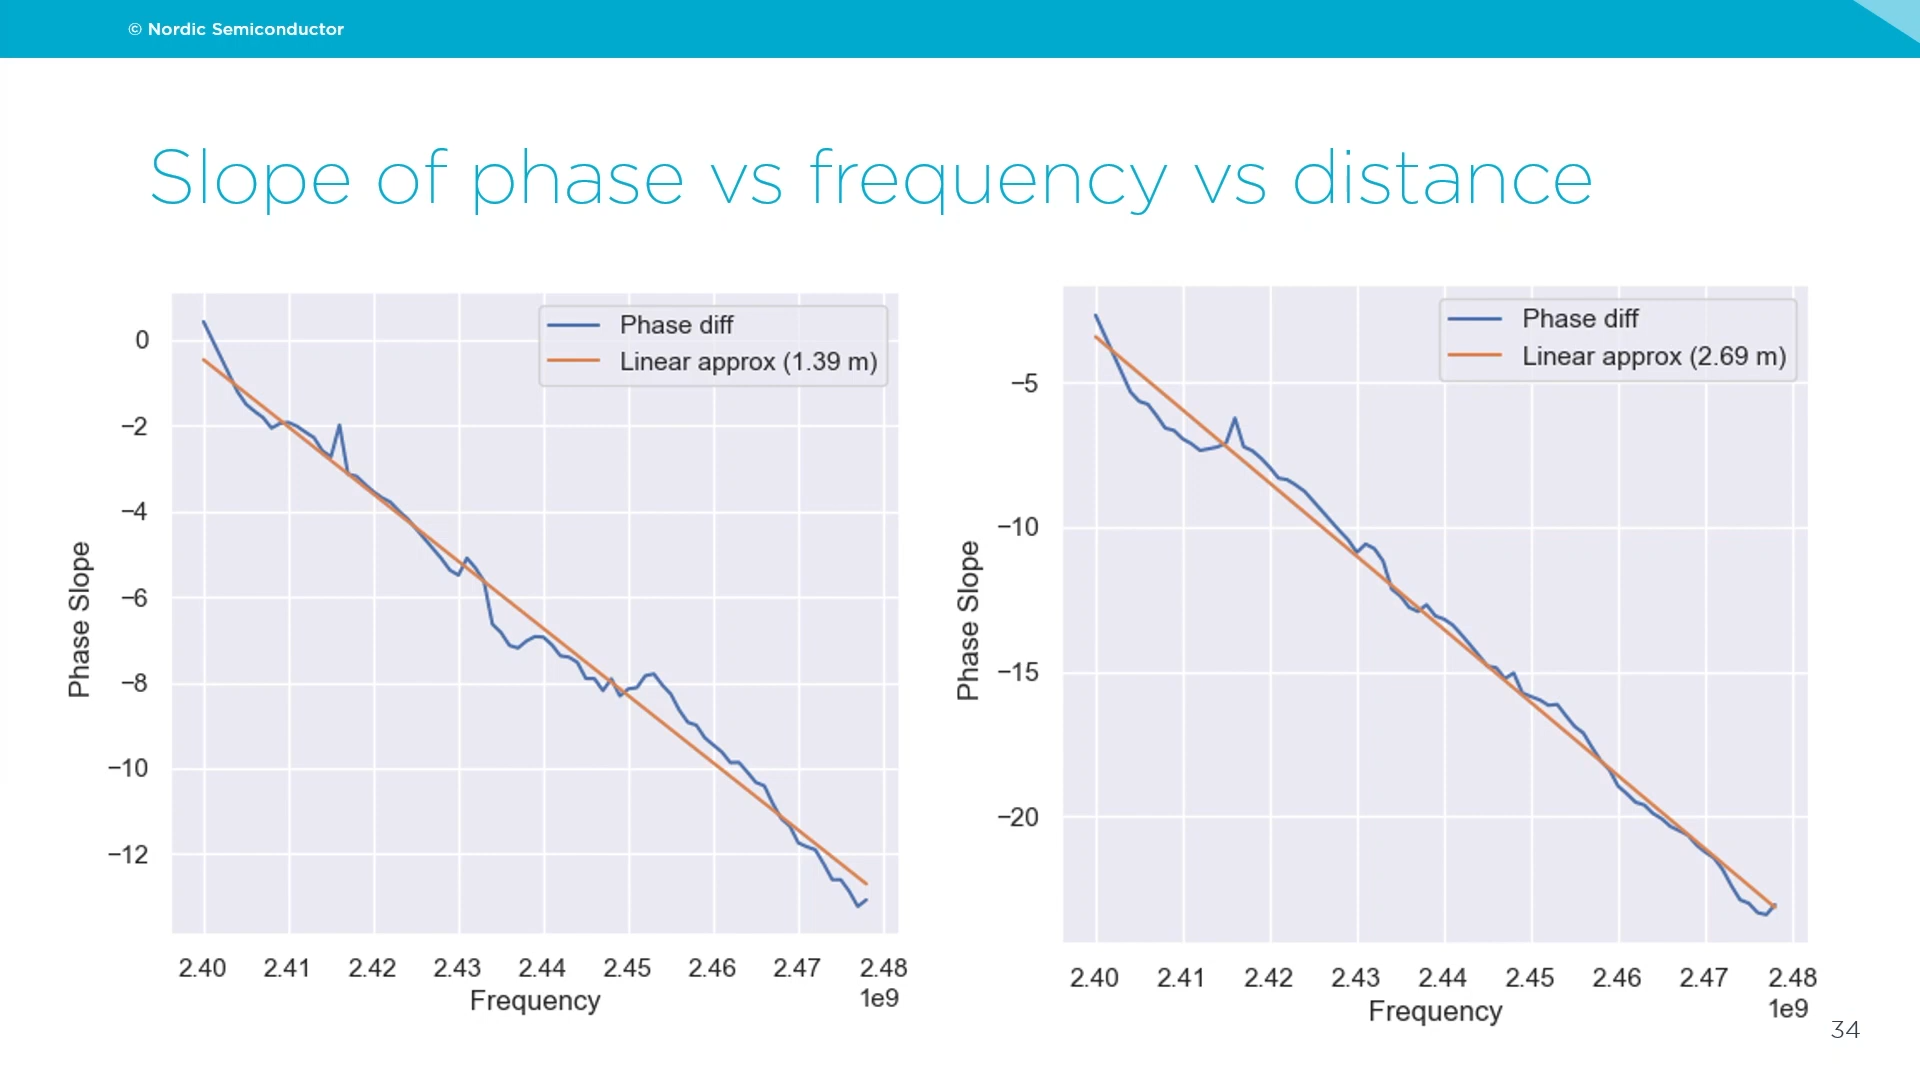 © Nordic Semiconductor
Slope of phase vs frequency vs distance
Phase diff
Linear approx (1.39 m)
0
−2
−4
−6
−8
−10
−12
Phase Slope
2.40 2.41 2.42 2.43 2.44 2.45 2.46 2.47 2.48
1e9
Frequency
Phase diff
Linear approx (2.69 m)
−5
−10
−15
−20
Phase Slope
2.40 2.41 2.42 2.43 2.44 2.45 2.46 2.47 2.48
1e9
Frequency
34